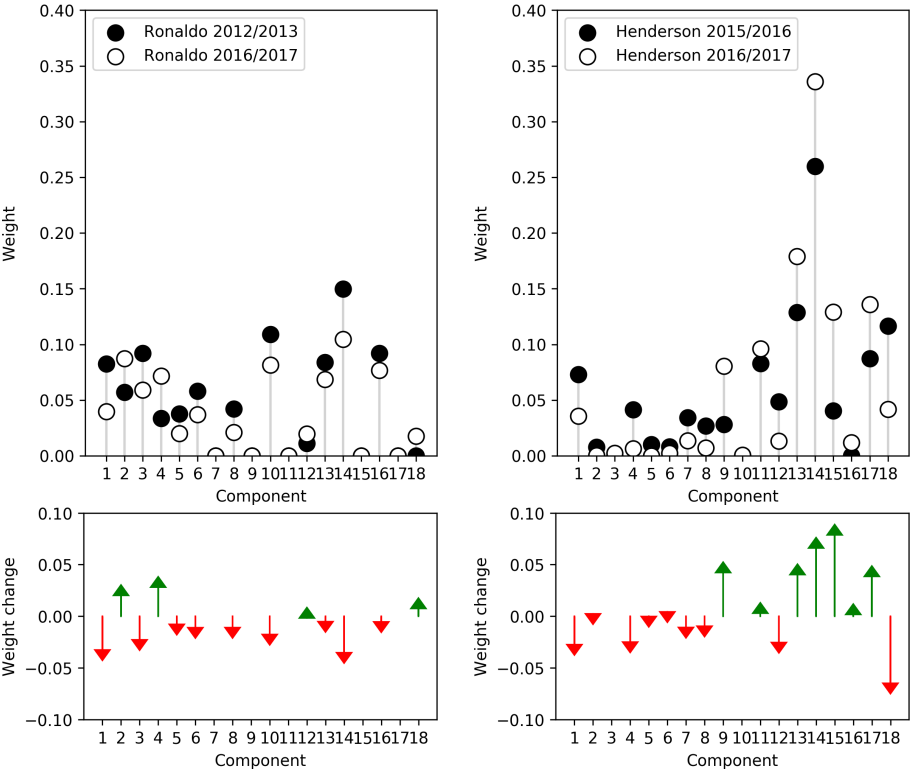 0.40
0.35
0.30
0.25
0.20
0.15
0.10
0.05
0.00
Weight
Ronaldo 2012/2013
Ronaldo 2016/2017
1 2 3 4 5 6 7 8 9 10 11 12 13 14 15 16 17 18
Component
0.40
0.35
0.30
0.25
0.20
0.15
0.10
0.05
0.00
Weight
Henderson 2015/2016
Henderson 2016/2017
1 2 3 4 5 6 7 8 9 10 11 12 13 14 15 16 17 18
Component
0.10
0.05
0.00
−0.05
−0.10
Weight change
1 2 3 4 5 6 7 8 9 10 11 12 13 14 15 16 17 18
Component
0.10
0.05
0.00
−0.05
−0.10
Weight change
1 2 3 4 5 6 7 8 9 10 11 12 13 14 15 16 17 18
Component